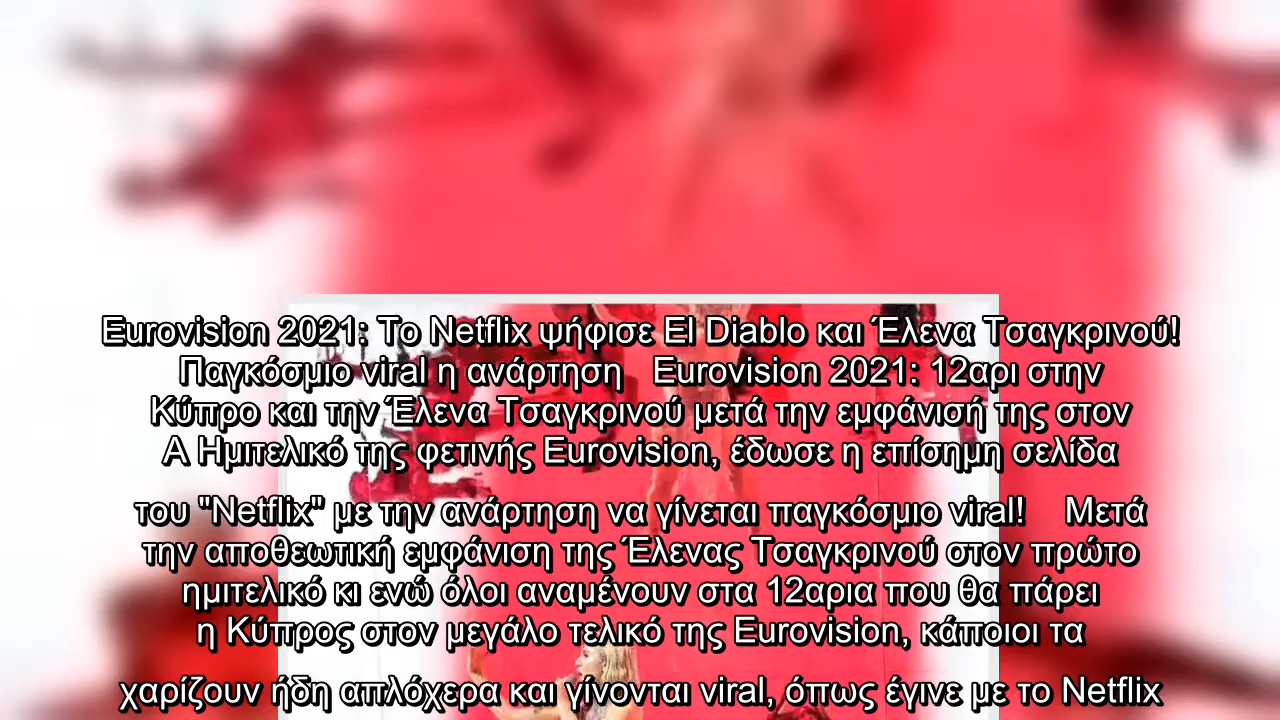 Eurovision 2021: Το Netflix ψήφισε El Diablo και Έλενα Τσαγκρινού!
Παγκόσμιο viral η ανάρτηση   Eurovision 2021: 12αρι στην
Κύπρο και την Έλενα Τσαγκρινού μετά την εμφάνισή της στον
Α Ημιτελικό της φετινής Eurovision, έδωσε η επίσημη σελίδα
του "Netflix" με την ανάρτηση να γίνεται παγκόσμιο viral!    Μετά
την αποθεωτική εμφάνιση της Έλενας Τσαγκρινού στον πρώτο
ημιτελικό κι ενώ όλοι αναμένουν στα 12αρια που θα πάρει
η Κύπρος στον μεγάλο τελικό της Eurovision, κάποιοι τα
χαρίζουν ήδη απλόχερα και γίνονται viral, όπως έγινε με το Netflix